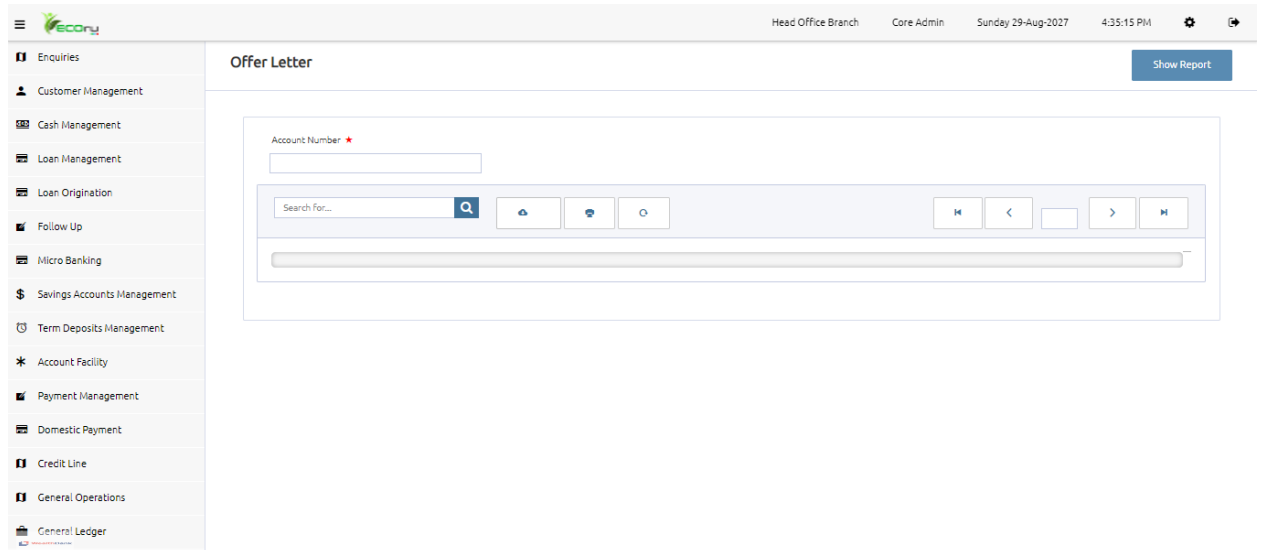 ecory
Head Office Branch Core Admin Sunday 29-Aug-2027 4:35:15 PM
Enquiries
Customer Management
Cash Management
Loan Management
Loan Origination
Follow Up
Micro Banking
Savings Accounts Management
Term Deposits Management
Account Facility
Payment Management
Domestic Payment
Credit Line
General Operations
General Ledger
Offer Letter
Show Report
Account Number ★
Search for...